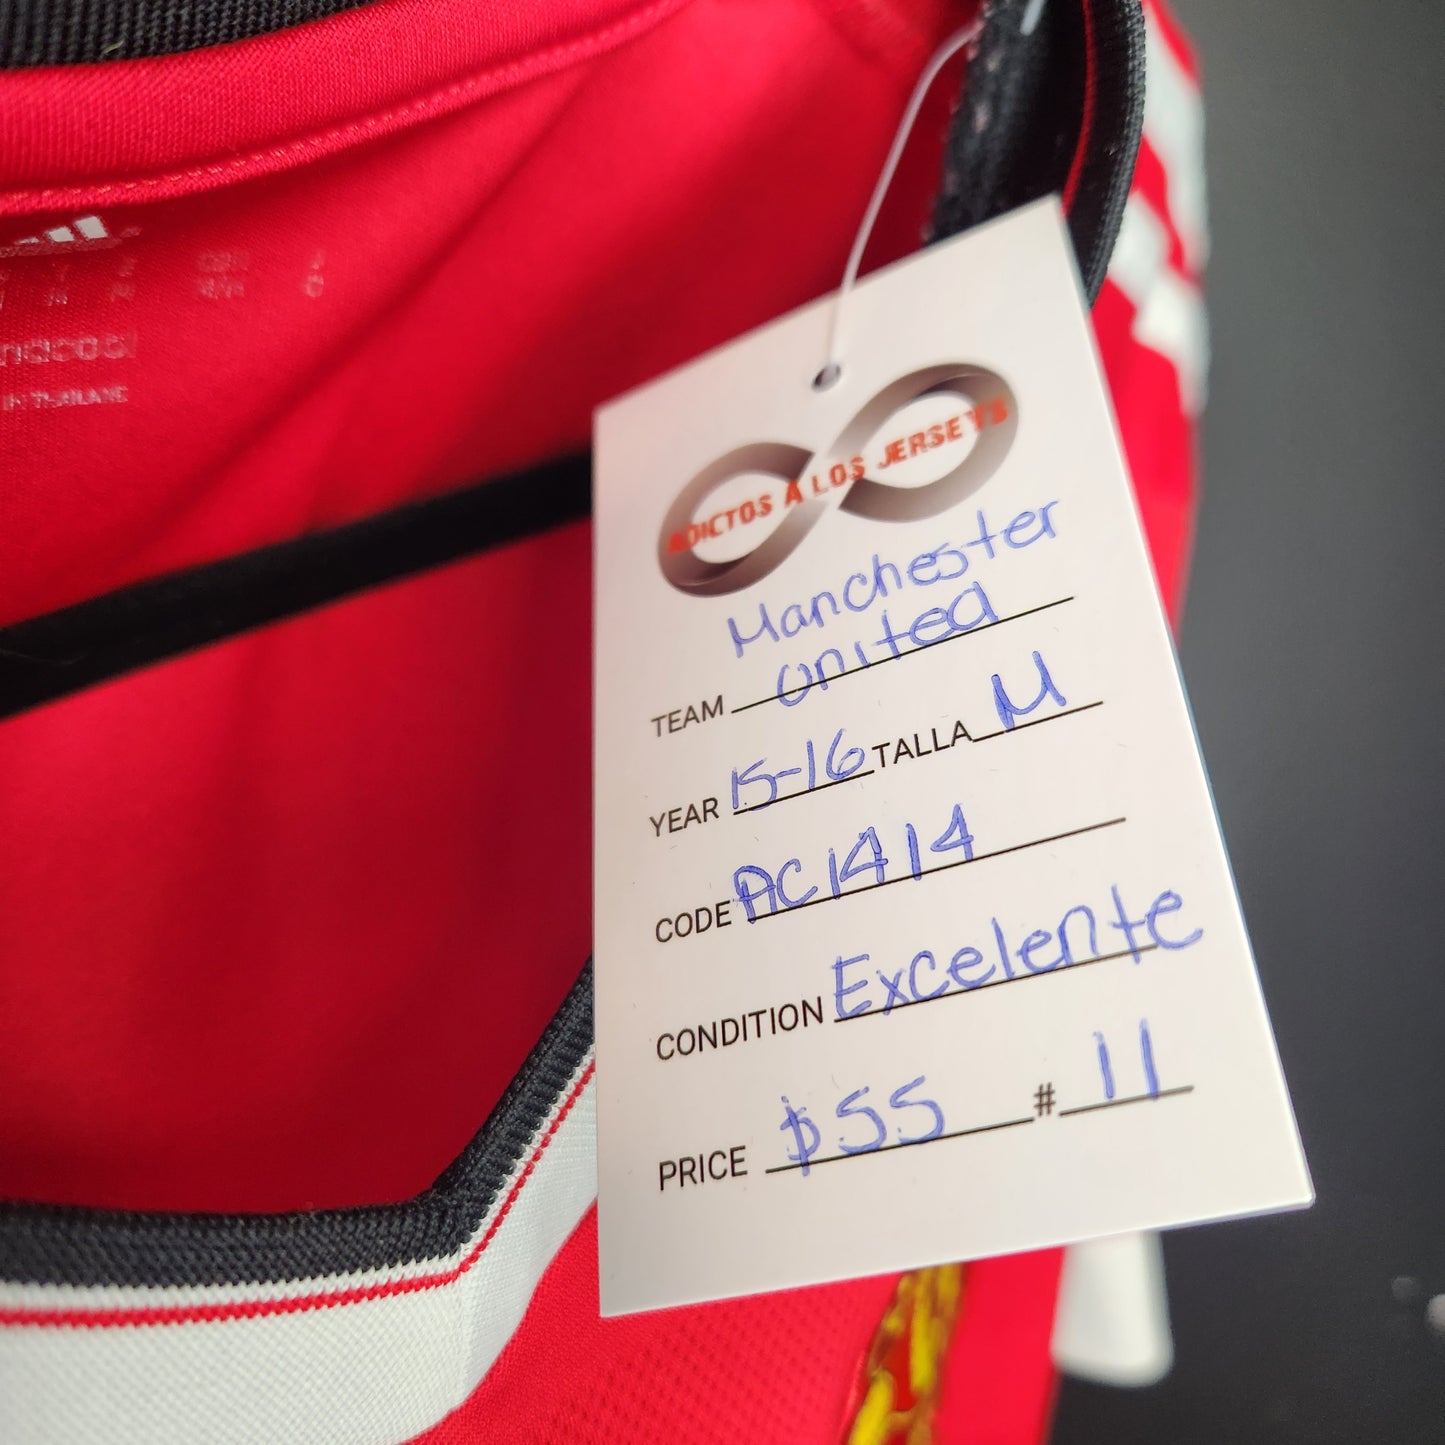 ADICTOS A LOS JERSEYS
Manchester
United
TEAM
YEAR 15-16 TALLA M
CODE AC1414
CONDITION Excelente
PRICE $55 # 11